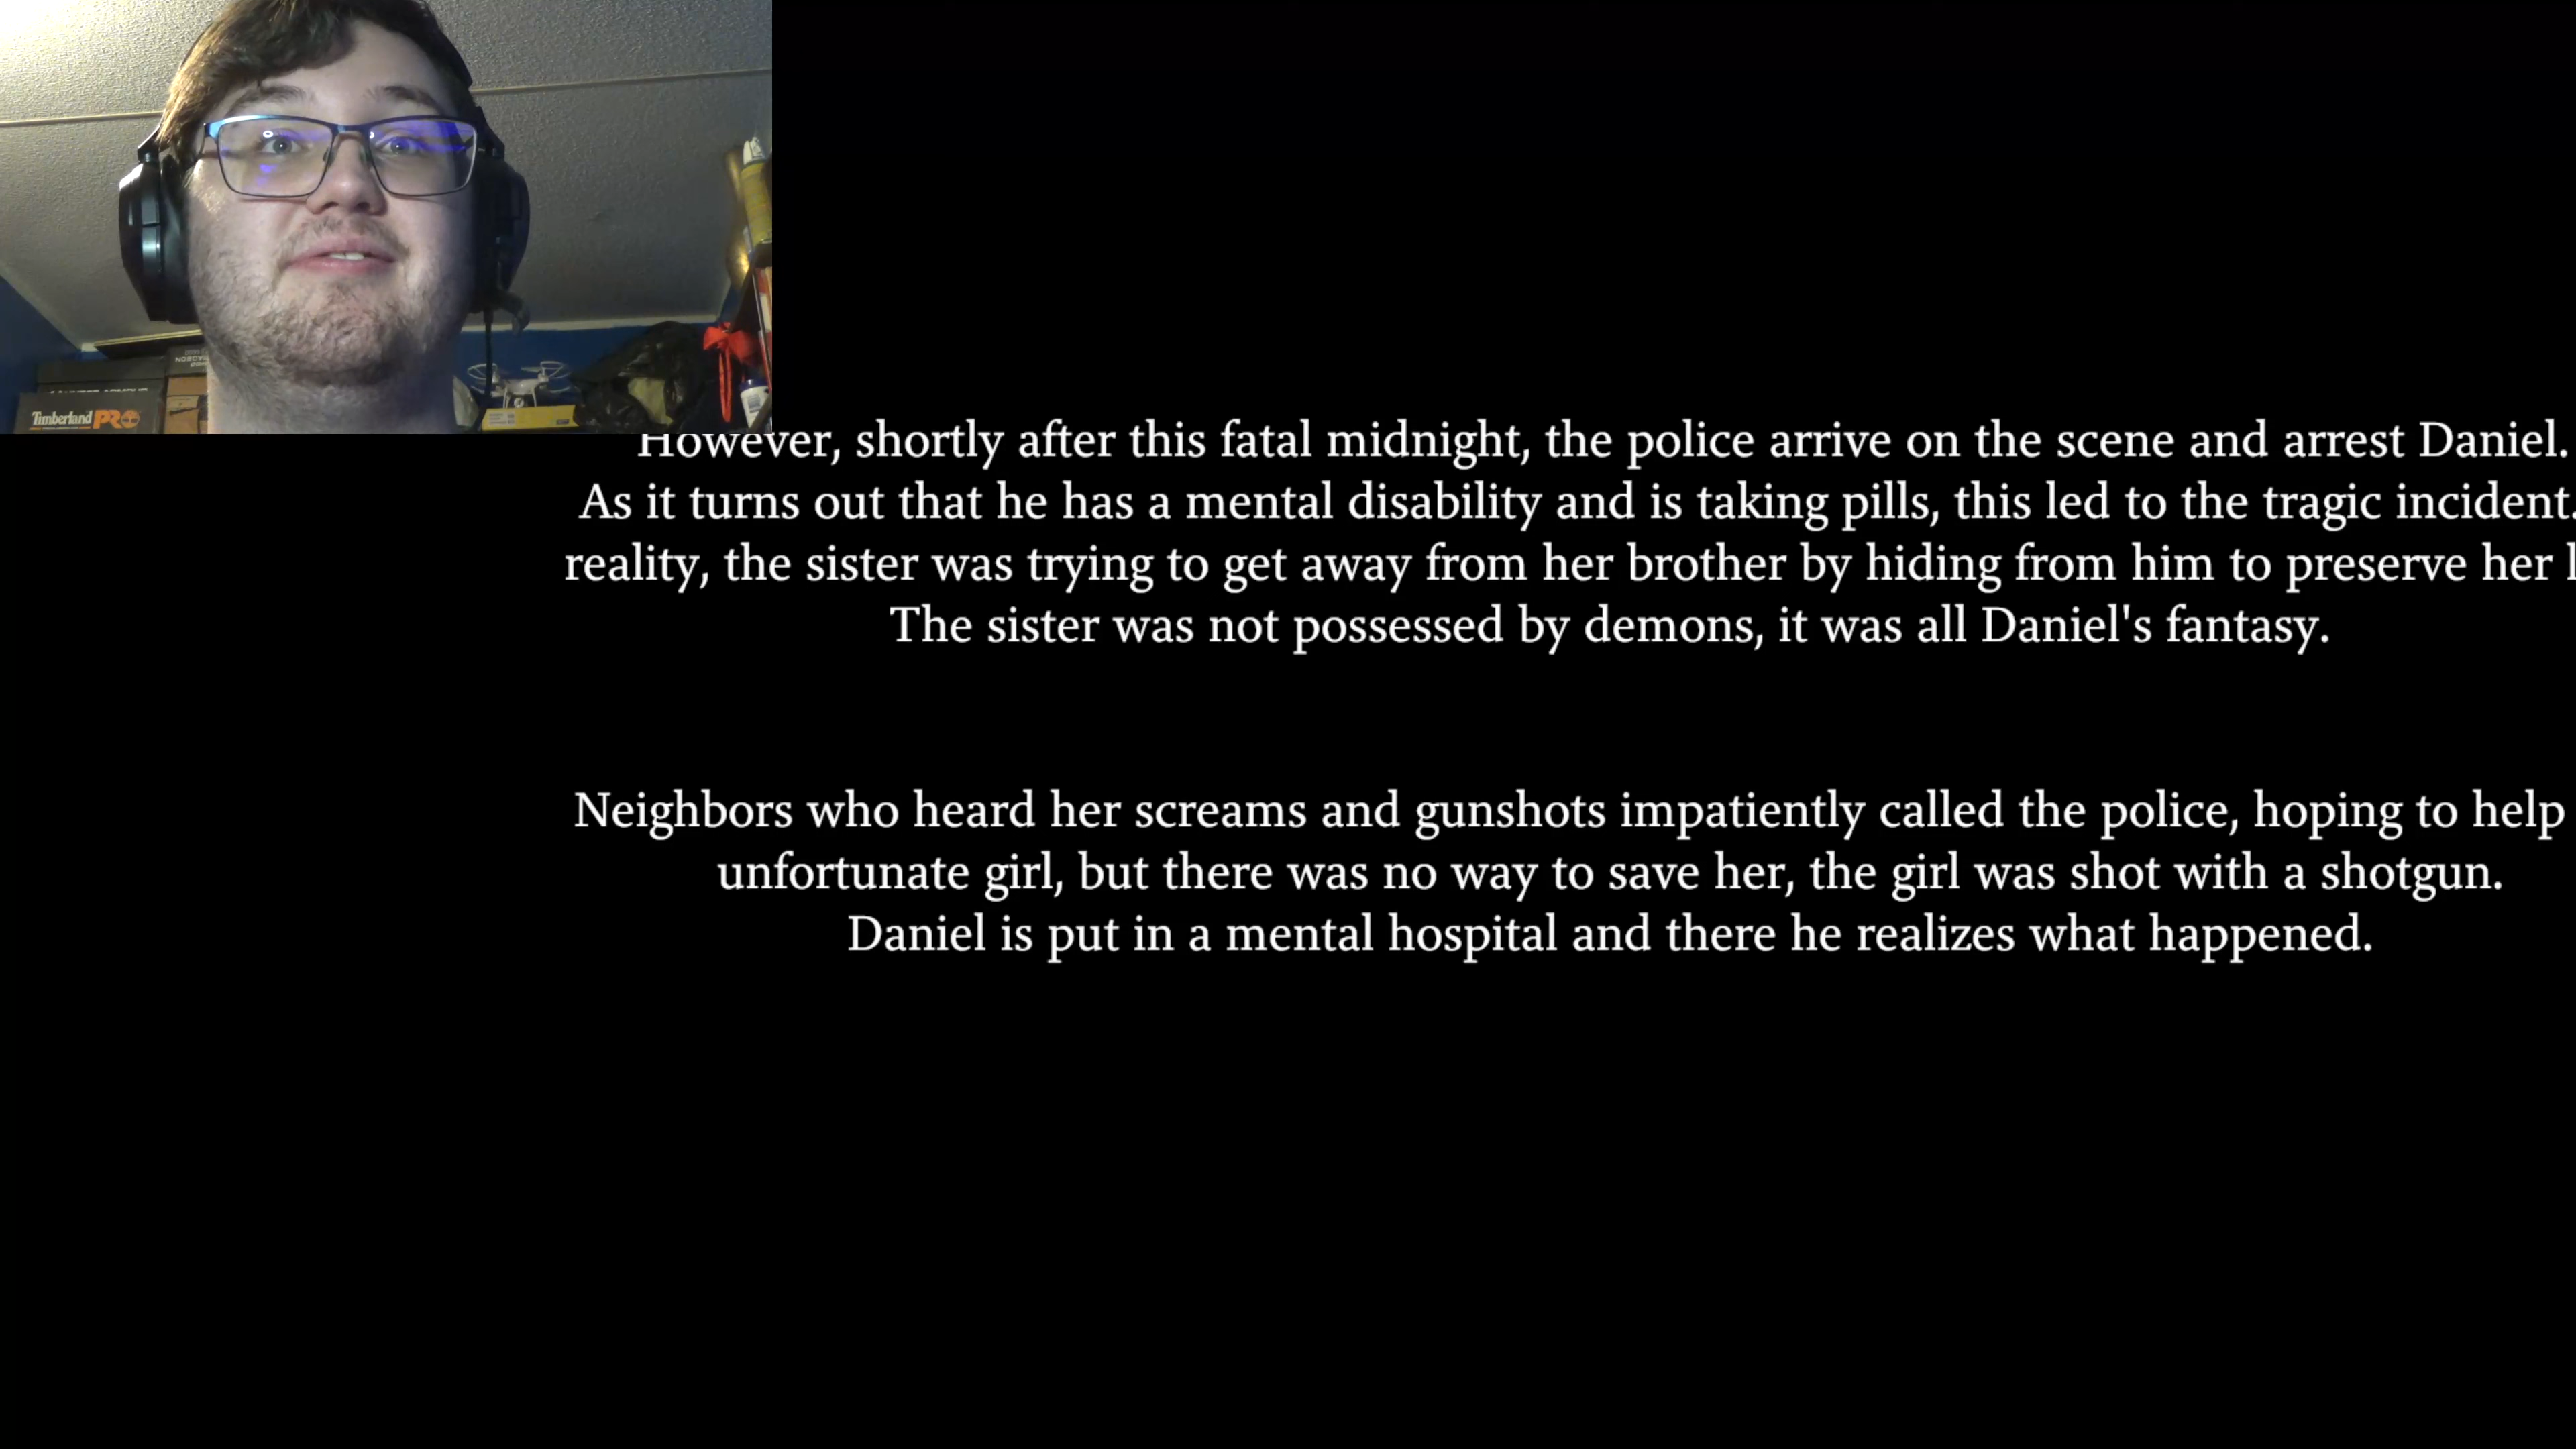 Timberland PRO
However, shortly after this fatal midnight, the police arrive on the scene and arrest Daniel.
As it turns out that he has a mental disability and is taking pills, this led to the tragic incident.
reality, the sister was trying to get away from her brother by hiding from him to preserve her
The sister was not possessed by demons, it was all Daniel's fantasy.
Neighbors who heard her screams and gunshots impatiently called the police, hoping to help
unfortunate girl, but there was no way to save her, the girl was shot with a shotgun.
Daniel is put in a mental hospital and there he realizes what happened.